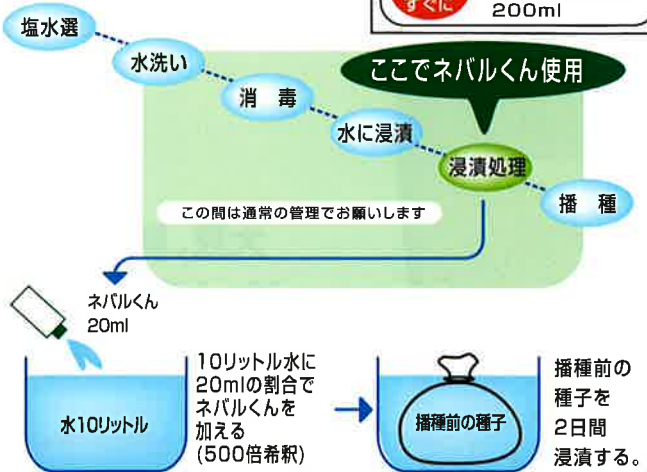 すぐに
200ml
塩水選
水洗い
消 毒
水に浸漬
ここでネバルくん使用
浸漬処理
播 種
この間は通常の管理でお願いします
ネバルくん
20ml
水10リットル
10リットル水に
20mlの割合で
ネバルくんを
加える
(500倍希釈)
播種前の種子
播種前の
種子を
2日間
浸漬する。